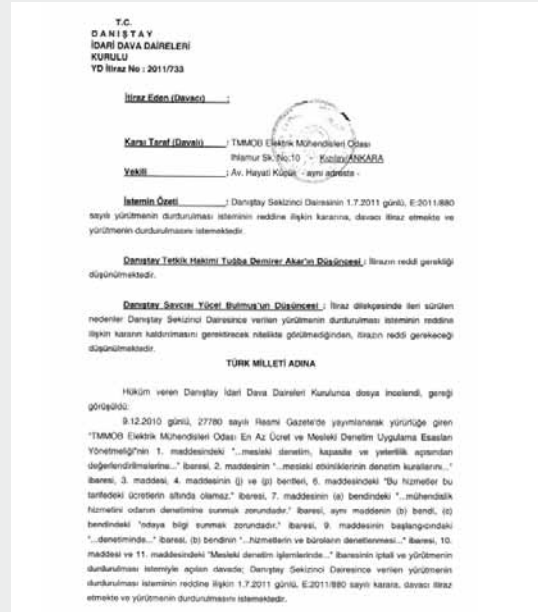 T.C.
DANIŞTAY
İDARİ DAVA DAİRELERİ
KURULU
YD İtiraz No : 2011/733
İtiraz Eden (Davacı) :
Karşı Taraf (Davalı) : TMMOB Elektrik Mühendisleri Odası
Ihlamur Sk. No:10 - Kızılay/ANKARA
Vekili : Av. Hayati Küçük - aynı adreste -
İstemin Özeti : Danıştay Sekizinci Dairesinin 1.7.2011 günlü, E:2011/880
sayılı yürütmenin durdurulması isteminin reddine ilişkin kararına, davacı itiraz etmekte ve
yürütmenin durdurulmasını istemektedir.
Danıştay Tetkik Hakimi Tuğba Demirer Akar'ın Düşüncesi : İtirazın reddi gerektiği
düşünülmektedir.
Danıştay Savcısı Yücel Bulmuş'un Düşüncesi : İtiraz dilekçesinde ileri sürülen
nedenler Danıştay Sekizinci Dairesince verilen yürütmenin durdurulması isteminin reddine
ilişkin kararın kaldırılmasını gerektirecek nitelikte görülmediğinden, itirazın reddi gerekeceği
düşünülmektedir.
TÜRK MİLLETİ ADINA
Hüküm veren Danıştay İdari Dava Daireleri Kurulunca dosya incelendi, gereği
görüşüldü:
9.12.2010 günlü, 27780 sayılı Resmi Gazete'de yayımlanarak yürürlüğe giren
"TMMOB Elektrik Mühendisleri Odası En Az Ücret ve Mesleki Denetim Uygulama Esasları
Yönetmeliği"nin 1. maddesindeki "...mesleki denetim, kapasite ve yeterlilik açısından
değerlendirilmelerine..." ibaresi, 2. maddesinin "...mesleki etkinliklerinin denetim kurallarını..."
ibaresi, 3. maddesi, 4. maddesinin (j) ve (p) bentleri, 6. maddesindeki "Bu hizmetler bu
tarifedeki ücretlerin altında olamaz." ibaresi, 7. maddesinin (a) bendindeki "...mühendislik
hizmetini odanın denetimine sunmak zorundadır." ibaresi, aynı maddenin (b) bendi, (c)
bendindeki "odaya bilgi sunmak zorundadır." ibaresi, 9. maddesinin başlangıcındaki
"...denetiminde..." ibaresi, (b) bendinin "...hizmetlerin ve büroların denetlenmesi..." ibaresi, 10.
maddesi ve 11. maddesindeki "Mesleki denetim işlemlerinde..." ibaresinin iptali ve yürütmenin
durdurulması istemiyle açılan davada; Danıştay Sekizinci Dairesince verilen yürütmenin
durdurulması isteminin reddine ilişkin 1.7.2011 günlü, E:2011/880 sayılı karara, davacı itiraz
etmekte ve yürütmenin durdurulmasını istemektedir.